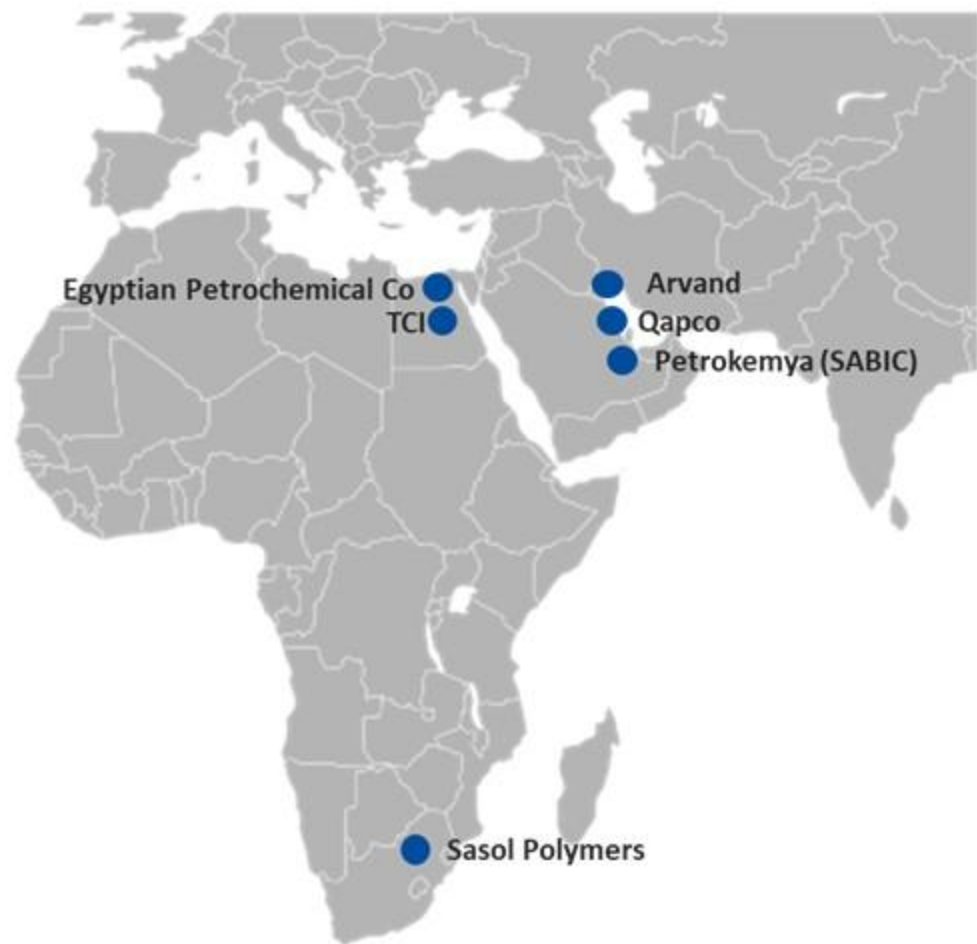 Egyptian Petrochemical Co
Arvand
TCI
Qapco
Petrokemya (SABIC)
Sasol Polymers